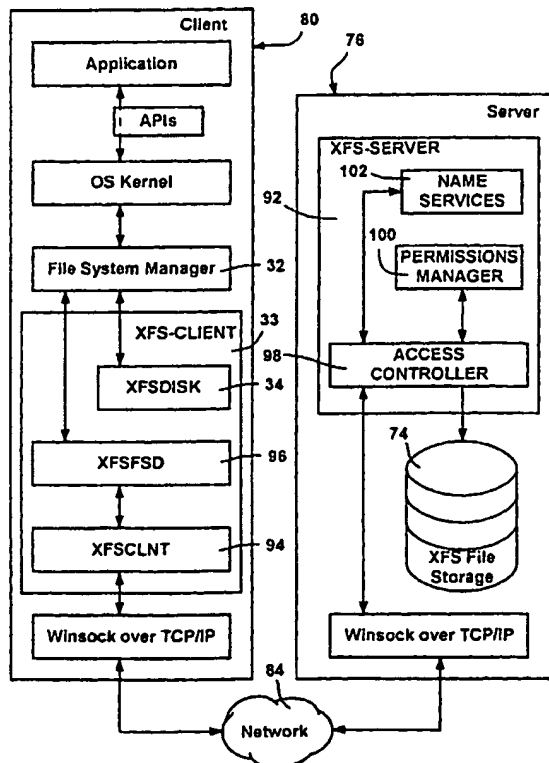 Client
80
Application
APIs
OS Kernel
File System Manager
32
XFS-CLIENT
33
XFSDISK
34
XFSFSD
96
XFSCLNT
94
Winsock over TCP/IP
76
Server
XFS-SERVER
102
NAME
SERVICES
92
100
PERMISSIONS
MANAGER
98
ACCESS
CONTROLLER
74
XFS File
Storage
Winsock over TCP/IP
84
Network